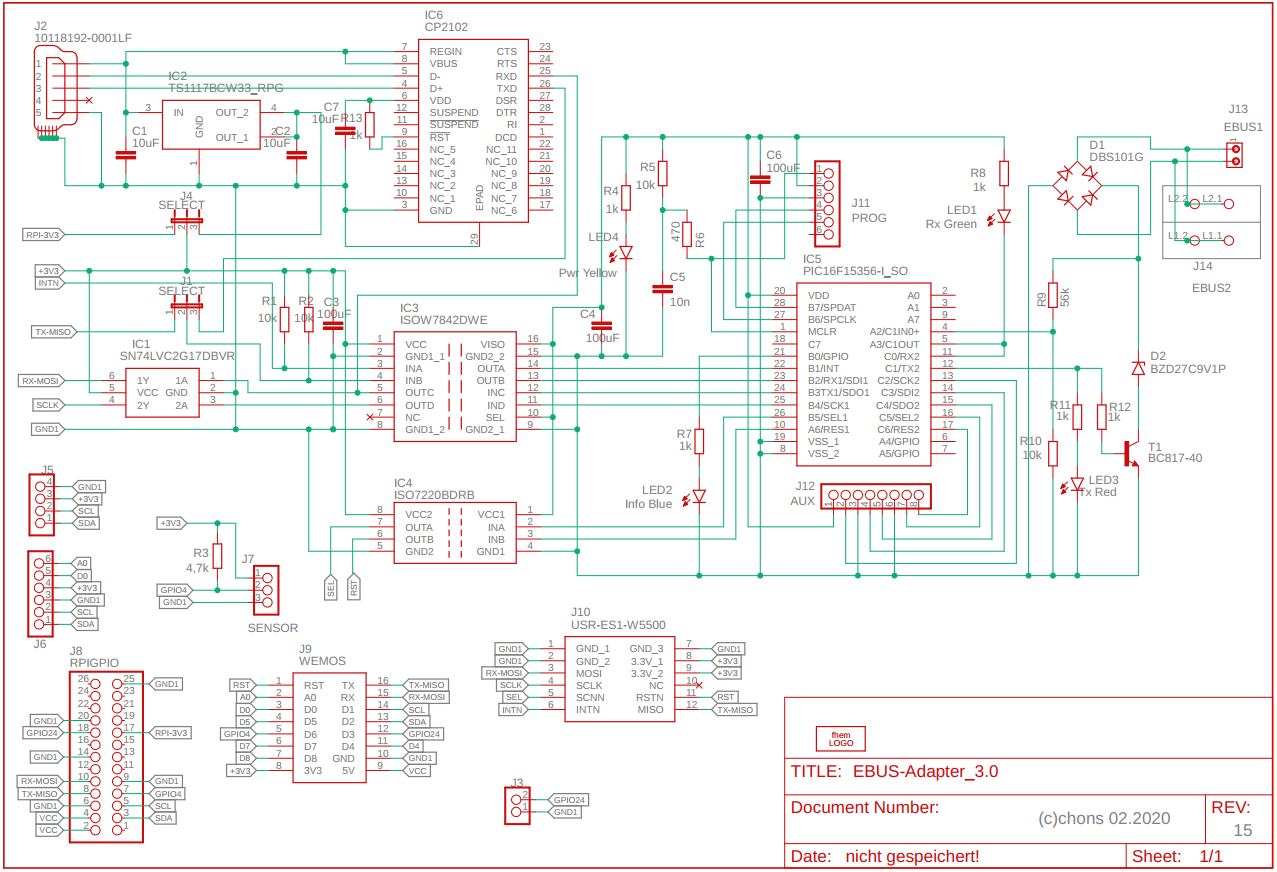 J2
10118192-0001LF
1
2
3
4
5
IC2
TS1117BCW33_RPG
3 IN OUT_2 4
OUT_1 2
GND
1
C1
10uF
C2
10uF
C7
10uF
R13
1k
IC6
CP2102
7 REGIN CTS 23
8 VBUS RTS 24
5 D- RXD 25
4 D+ TXD 26
6 VDD DSR 27
12 SUSPEND DTR 28
11 SUSPEND RI 2
9 RST DCD 1
16 NC_5 NC_11 22
15 NC_4 NC_10 21
14 NC_3 NC_9 20
13 NC_2 NC_8 19
10 NC_1 NC_7 18
3 GND NC_6 17
EPAD
29
J4
SELECT
1 2 3
RPI-3V3
+3V3
INTN
J1
SELECT
1 2 3
TX-MISO
IC1
SN74LVC2G17DBVR
RX-MOSI 6 1Y 1A 1
5 VCC GND 2
SCLK 4 2Y 2A 3
GND1
R1
10k
R2
10k
C3
100uF
IC3
ISOW7842DWE
1 VCC VISO 16
2 GND1_1 GND2_2 15
3 INA OUTA 14
4 INB OUTB 13
5 OUTC INC 12
6 OUTD IND 11
7 NC SEL 10
8 GND1_2 GND2_1 9
IC4
ISO7220BDRB
8 VCC2 VCC1 1
7 OUTA INA 2
6 OUTB INB 3
5 GND2 GND1 4
SEL
RST
R4
1k
R5
10k
470
R6
LED4
Pwr Yellow
C5
10n
C4
100uF
C6
100uF
J11
PROG
1
2
3
4
5
6
IC5
PIC16F15356-I_SO
20 VDD A0 2
28 B7/SPDAT A1 3
27 B6/SPCLK A7 9
1 MCLR A2/C1IN0+ 4
18 C7 A3/C1OUT 5
21 B0/GPIO C0/RX2 11
22 B1/INT C1/TX2 12
23 B2/RX1/SDI1 C2/SCK2 13
24 B3TX1/SDO1 C3/SDI2 14
25 B4/SCK1 C4/SDO2 15
26 B5/SEL1 C5/SEL2 16
10 A6/RES1 C6/RES2 17
19 VSS_1 A4/GPIO 6
8 VSS_2 A5/GPIO 7
J12
AUX
1 2 3 4 5 6 7 8
R7
1k
LED2
Info Blue
R8
1k
LED1
Rx Green
D1
DBS101G
J13
EBUS1
1
L2.2 L2.1
L1.2 L1.1
J14
EBUS2
R9
56k
D2
BZD27C9V1P
R11
1k
R12
1k
R10
10k
T1
BC817-40
LED3
Tx Red
J5
4 GND1
3 +3V3
2 SCL
1 SDA
6 A0
5 D0
4 +3V3
3 GND1
2 SCL
1 SDA
J6
+3V3
R3
4,7k
J7
1
GPIO4 2
GND1 3
SENSOR
J8
RPIGPIO
26 25 GND1
24 23
22 21
GND1 20 19
GPIO24 18 17 RPI-3V3
16 15
GND1 14 13
12 11
RX-MOSI 10 9 GND1
TX-MISO 8 7 GPIO4
GND1 6 5 SCL
VCC 4 3 SDA
VCC 2 1
J9
WEMOS
RST 1 RST TX 16 TX-MISO
A0 2 A0 RX 15 RX-MOSI
D0 3 D0 D1 14 SCL
D5 4 D5 D2 13 SDA
GPIO4 5 D6 D3 12 GPIO24
D7 6 D7 D4 11 D4
D8 7 D8 GND 10 GND1
+3V3 8 3V3 5V 9 VCC
J10
USR-ES1-W5500
GND1 1 GND_1 GND_3 7 GND1
GND1 2 GND_2 3.3V_1 8 +3V3
RX-MOSI 3 MOSI 3.3V_2 9 +3V3
SCLK 4 SCLK NC 10
SEL 5 SCNN RSTN 11 RST
INTN 6 INTN MISO 12 TX-MISO
J3
2 GPIO24
1 GND1
fhem
LOGO
TITLE: EBUS-Adapter_3.0
Document Number:
(c)chons 02.2020
REV:
15
Date: nicht gespeichert!
Sheet: 1/1